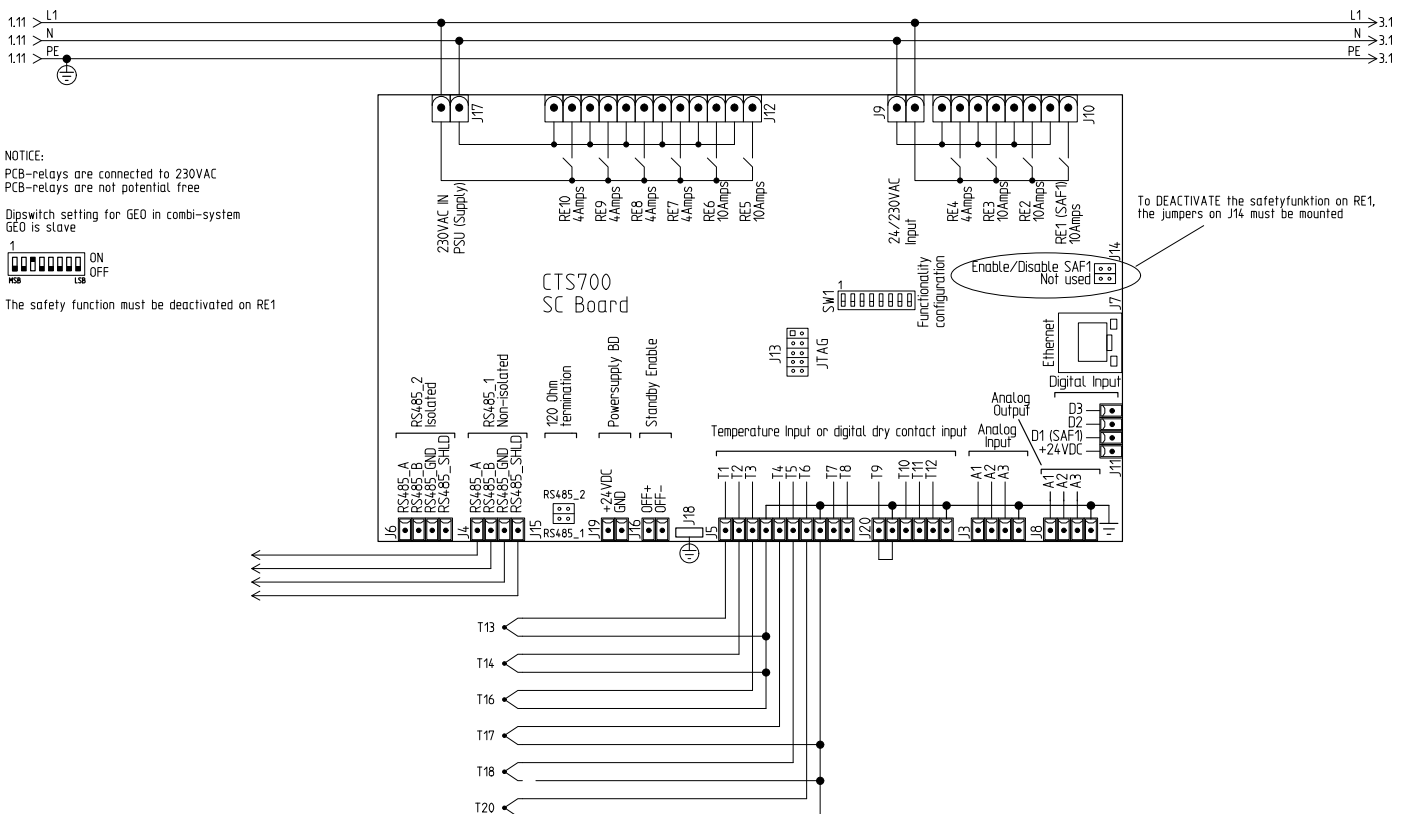 1.11 L1 L1 3.1
1.11 N N 3.1
1.11 PE PE 3.1
J17
J12
J9
J10
NOTICE:
PCB-relays are connected to 230VAC
PCB-relays are not potential free
Dipswitch setting for GEO in combi-system
GEO is slave
1
ON
OFF
MSB LSB
The safety function must be deactivated on RE1
230VAC IN
PSU (Supply)
RE10
4Amps
RE9
4Amps
RE8
4Amps
RE7
4Amps
RE6
10Amps
RE5
10Amps
24/230VAC
Input
RE4
4Amps
RE3
10Amps
RE2
10Amps
RE1 (SAF1)
10Amps
To DEACTIVATE the safetyfunktion on RE1,
the jumpers on J14 must be mounted
J14
Enable/Disable SAF1
Not used
CTS700
SC Board
SW1
1
Functionality
configuration
J7
Ethernet
J13
JTAG
Digital Input
D3
D2
D1 (SAF1)
+24VDC
J11
RS485_2
Isolated
RS485_1
Non-isolated
120 Ohm
termination
Powersupply BD
Standby Enable
Temperature Input or digital dry contact input
Analog
Input
Analog
Output
RS485_A
RS485_B
RS485_GND
RS485_SHLD
RS485_A
RS485_B
RS485_GND
RS485_SHLD
RS485_2
RS485_1
+24VDC
GND
OFF+
OFF-
T1
T2
T3
T4
T5
T6
T7
T8
T9
T10
T11
T12
A1
A2
A3
A1
A2
A3
J6
J4
J15
J19
J16
J18
J5
J20
J3
J8
T13
T14
T16
T17
T18
T20